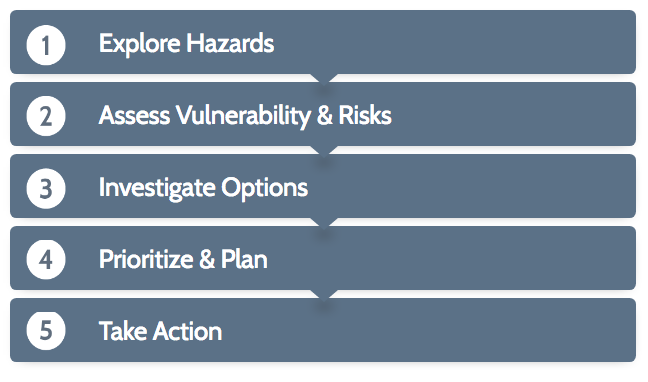 1 Explore Hazards
2 Assess Vulnerability & Risks
3 Investigate Options
4 Prioritize & Plan
5 Take Action